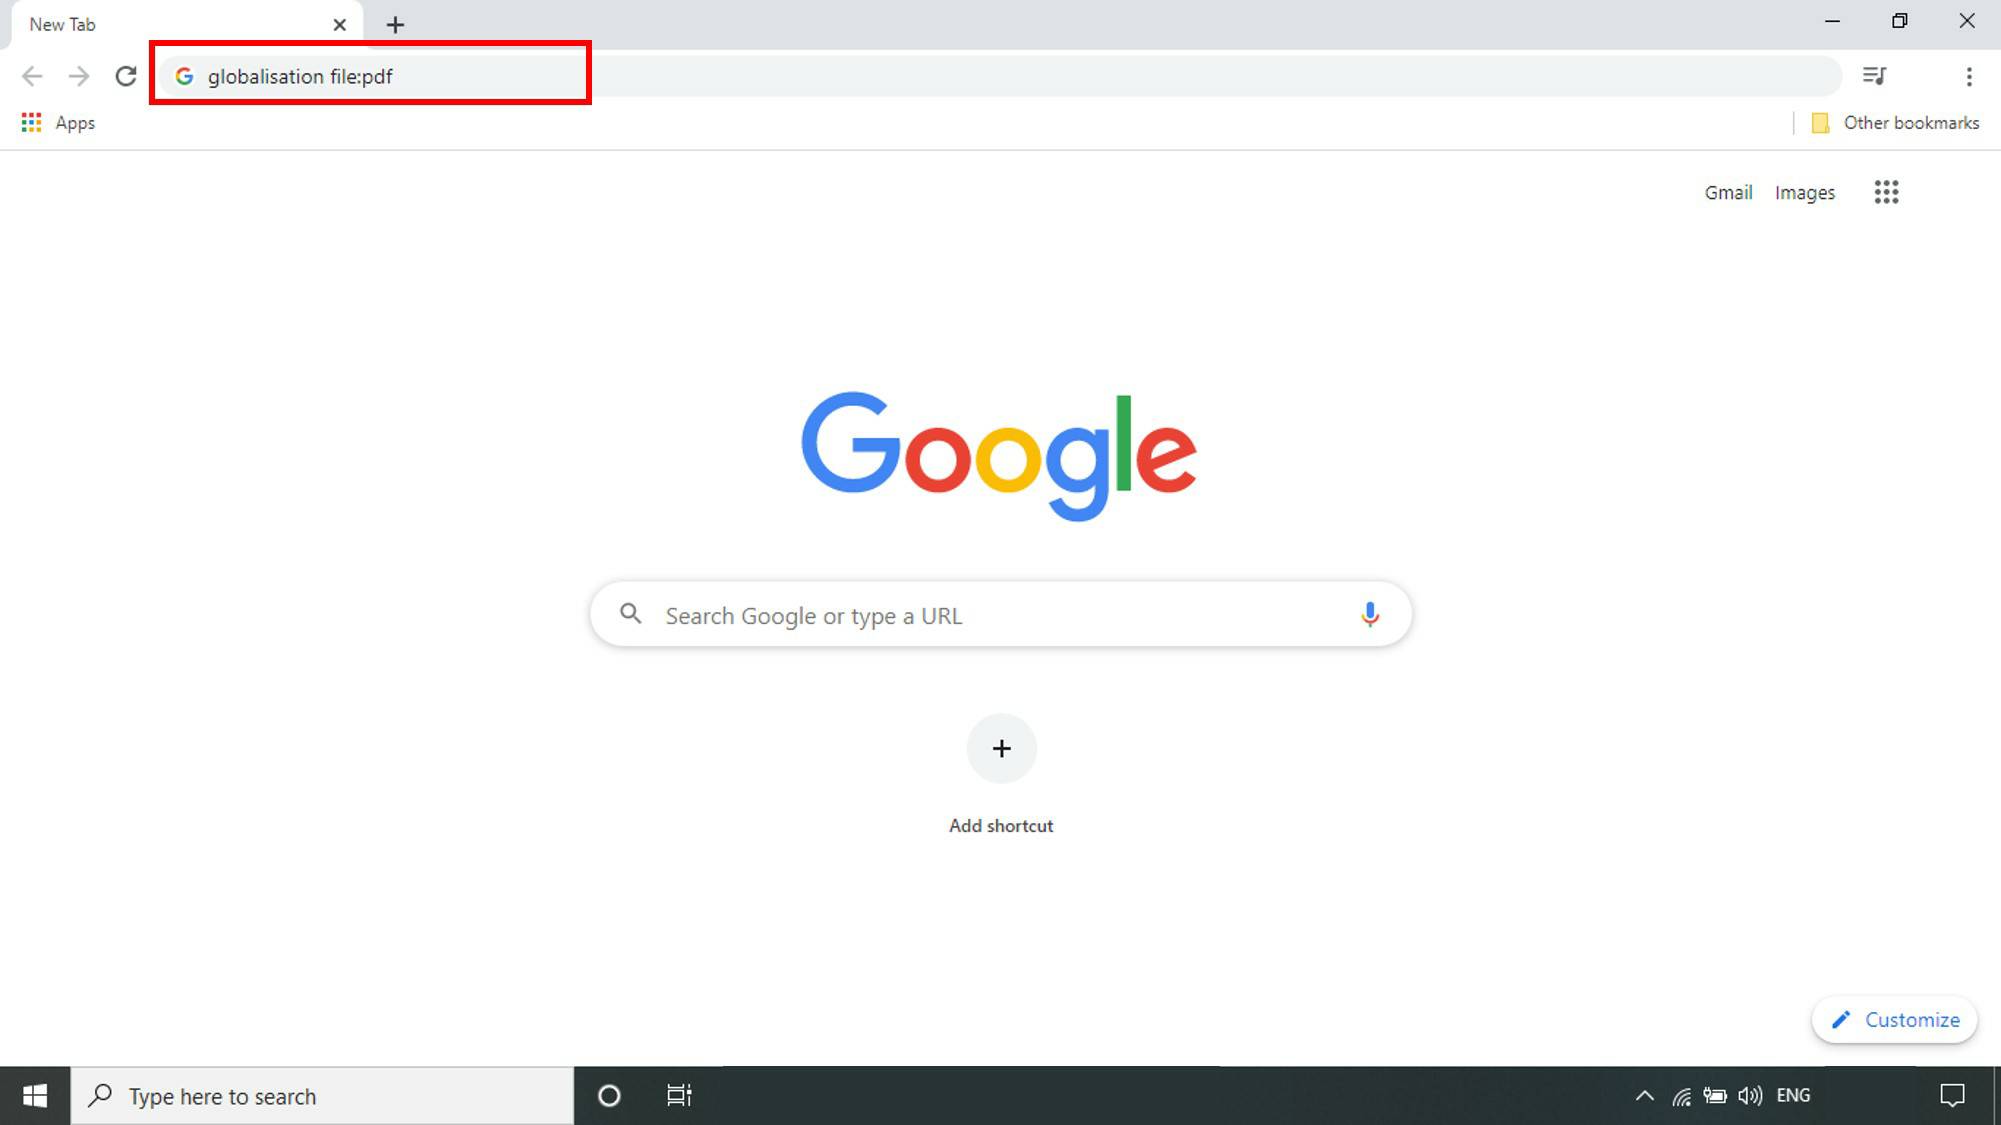 New Tab
globalisation file:pdf
Apps
Other bookmarks
Gmail
Images
Google
Search Google or type a URL
Add shortcut
Customize
Type here to search
ENG